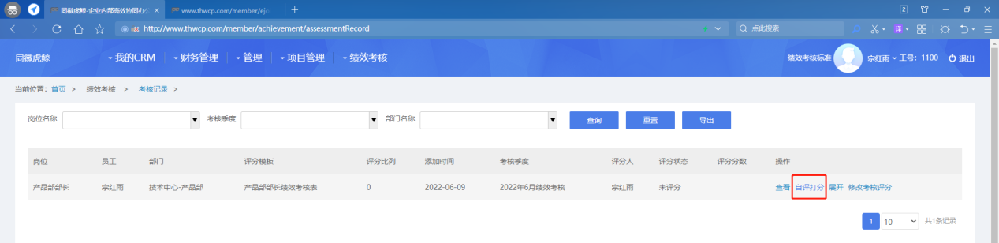 同徽虎鲸-企业内部高效协同办公 × www.thwcp.com/member/ej +
2
http://www.thwcp.com/member/achievement/assessmentRecord 点此搜索 译
同徽虎鲸 我的CRM 财务管理 管理 项目管理 绩效考核 绩效考核标准 宗红雨 工号：1100 退出
当前位置：首页 > 绩效考核 > 考核记录 >
岗位名称 考核季度 部门名称 查询 重置 导出
岗位 员工 部门 评分模板 评分比列 添加时间 考核季度 评分人 评分状态 评分分数 操作
产品部部长 宗红雨 技术中心-产品部 产品部部长绩效考核表 0 2022-06-09 2022年6月绩效考核 宗红雨 未评分 查看 自评打分 展开 修改考核评分
1 10 共1条记录